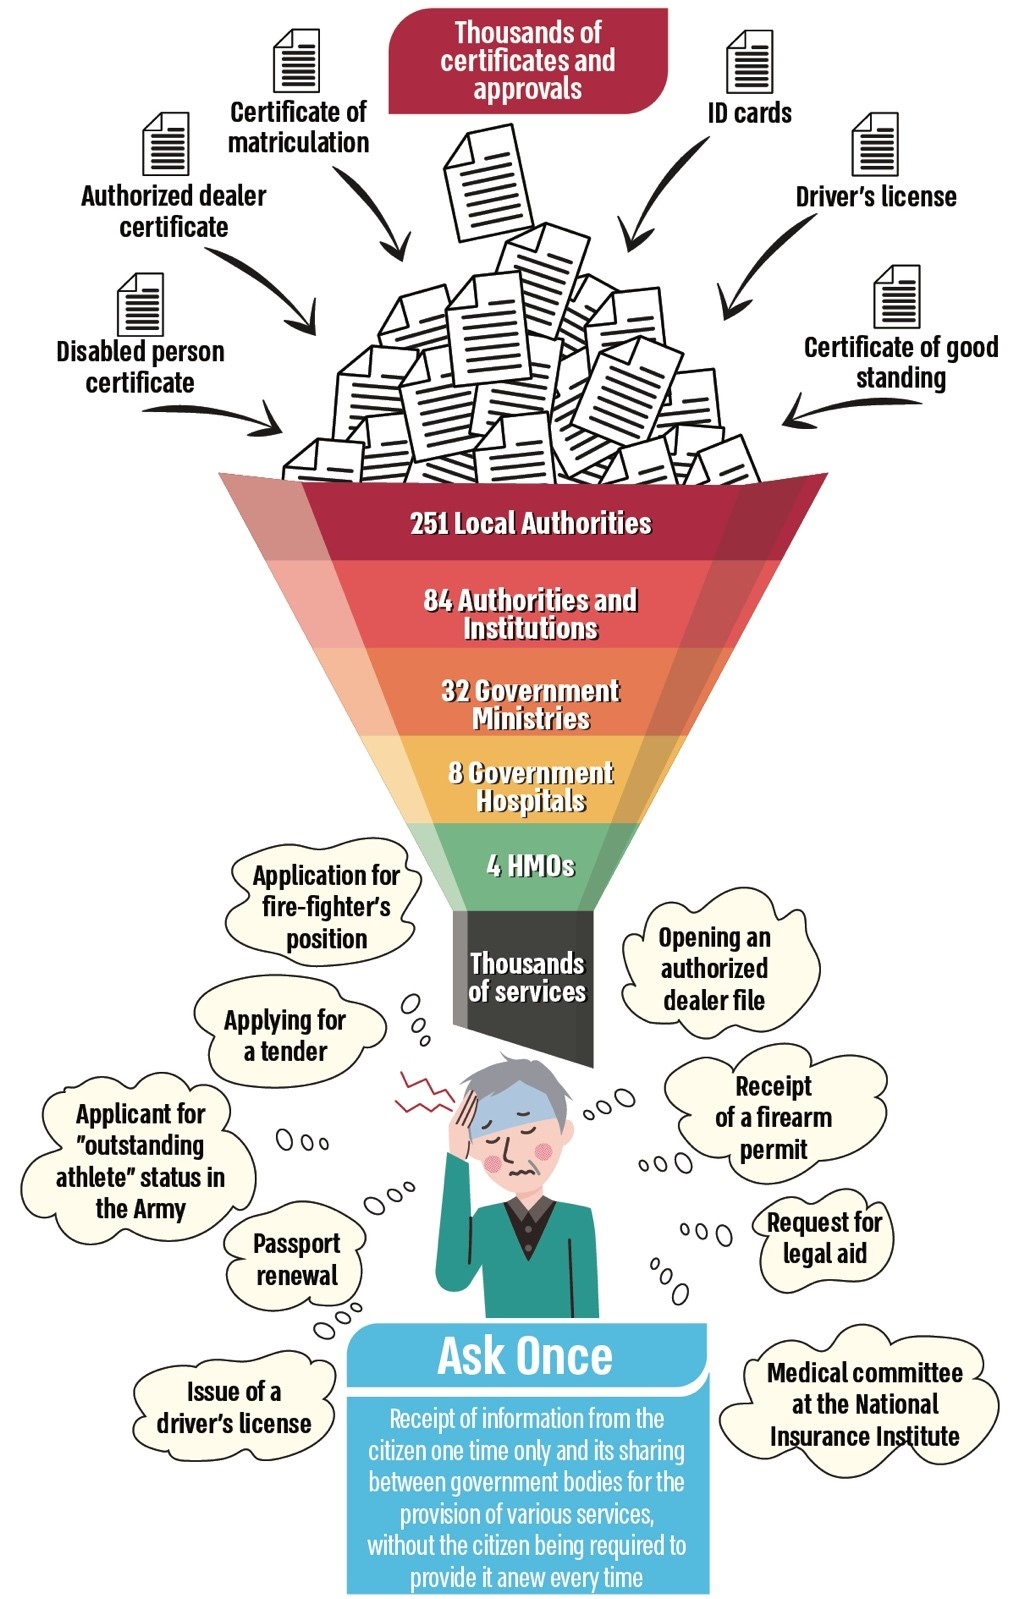 Thousands of
certificates and
approvals
Certificate of
matriculation
ID cards
Authorized dealer
certificate
Driver's license
Disabled person
certificate
Certificate of good
standing
251 Local Authorities
84 Authorities and
Institutions
32 Government
Ministries
8 Government
Hospitals
4 HMOs
Thousands
of services
Application for
fire-fighter's
position
Opening an
authorized
dealer file
Applying for
a tender
Receipt
of a firearm
permit
Applicant for
"outstanding
athlete" status in
the Army
Passport
renewal
Request for
legal aid
Issue of a
driver's license
Medical committee
at the National
Insurance Institute
Ask Once
Receipt of information from the
citizen one time only and its sharing
between government bodies for the
provision of various services,
without the citizen being required to
provide it anew every time